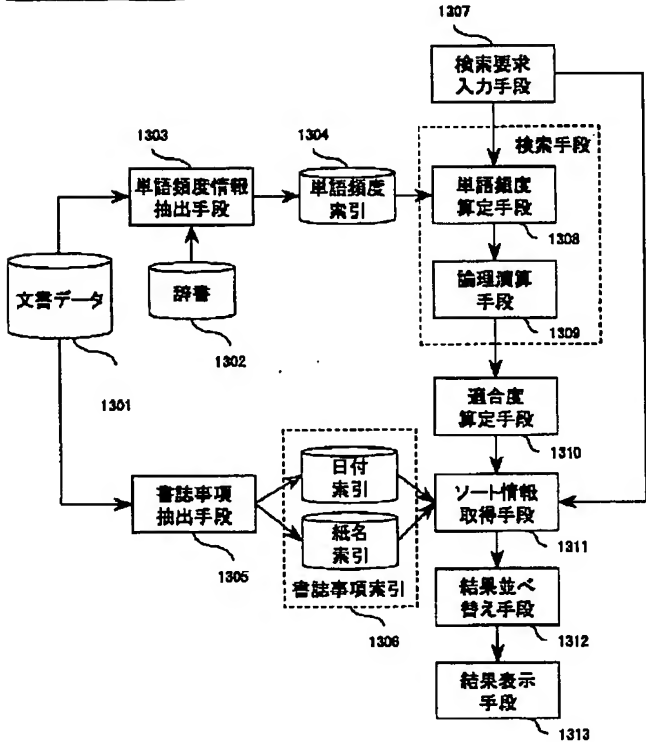 1307
検索要求
入力手段
1303
1304
検索手段
単語頻度情報
抽出手段
単語頻度
索引
単語頻度
算定手段
1308
文書データ
辞書
論理演算
手段
1302
1309
1301
適合度
算定手段
1310
日付
索引
書誌事項
抽出手段
ソート情報
取得手段
紙名
索引
1305
1311
書誌事項索引
1306
結果並べ
替え手段
1312
結果表示
手段
1313